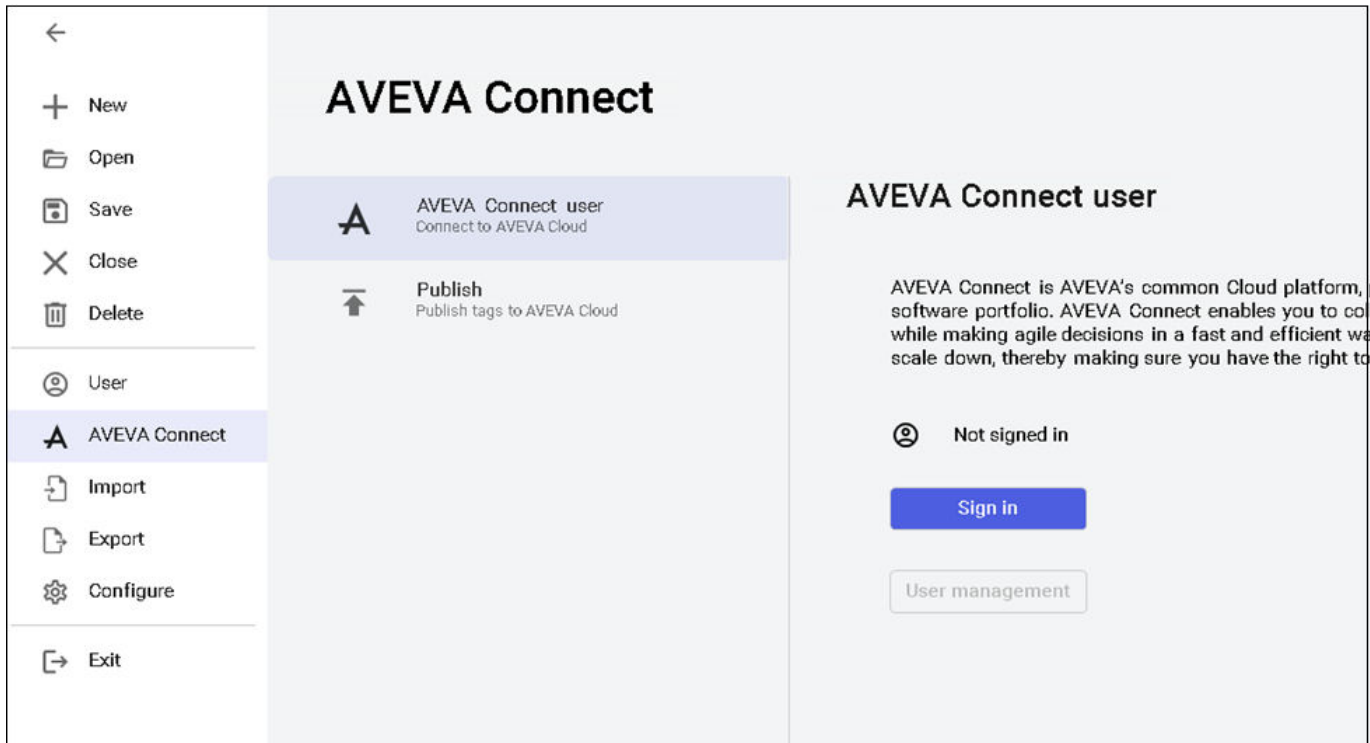 New
Open
Save
Close
Delete
User
AVEVA Connect
Import
Export
Configure
Exit
AVEVA Connect
AVEVA Connect user
Connect to AVEVA Cloud
Publish
Publish tags to AVEVA Cloud
AVEVA Connect user
AVEVA Connect is AVEVA's common Cloud platform,
software portfolio. AVEVA Connect enables you to col
while making agile decisions in a fast and efficient wa
scale down, thereby making sure you have the right to
Not signed in
Sign in
User management